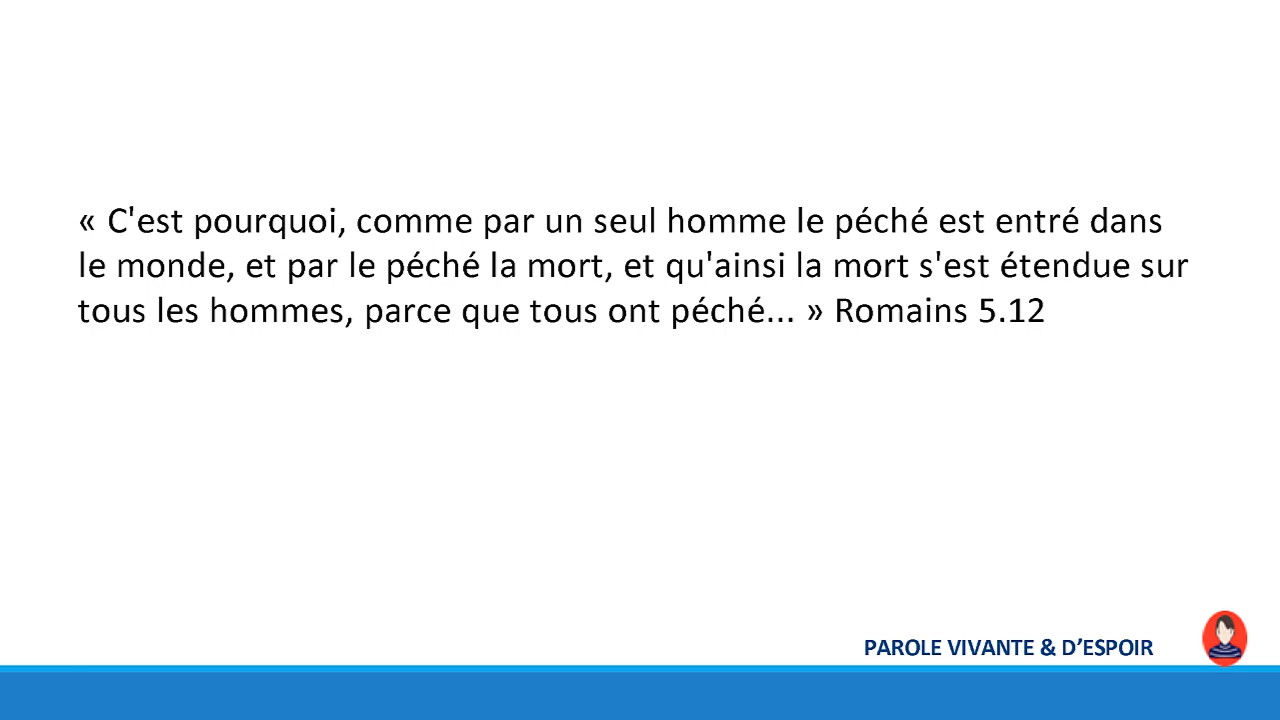 « C'est pourquoi, comme par un seul homme le péché est entré dans
le monde, et par le péché la mort, et qu'ainsi la mort s'est étendue sur
tous les hommes, parce que tous ont péché... » Romains 5.12
PAROLE VIVANTE & D’ESPOIR